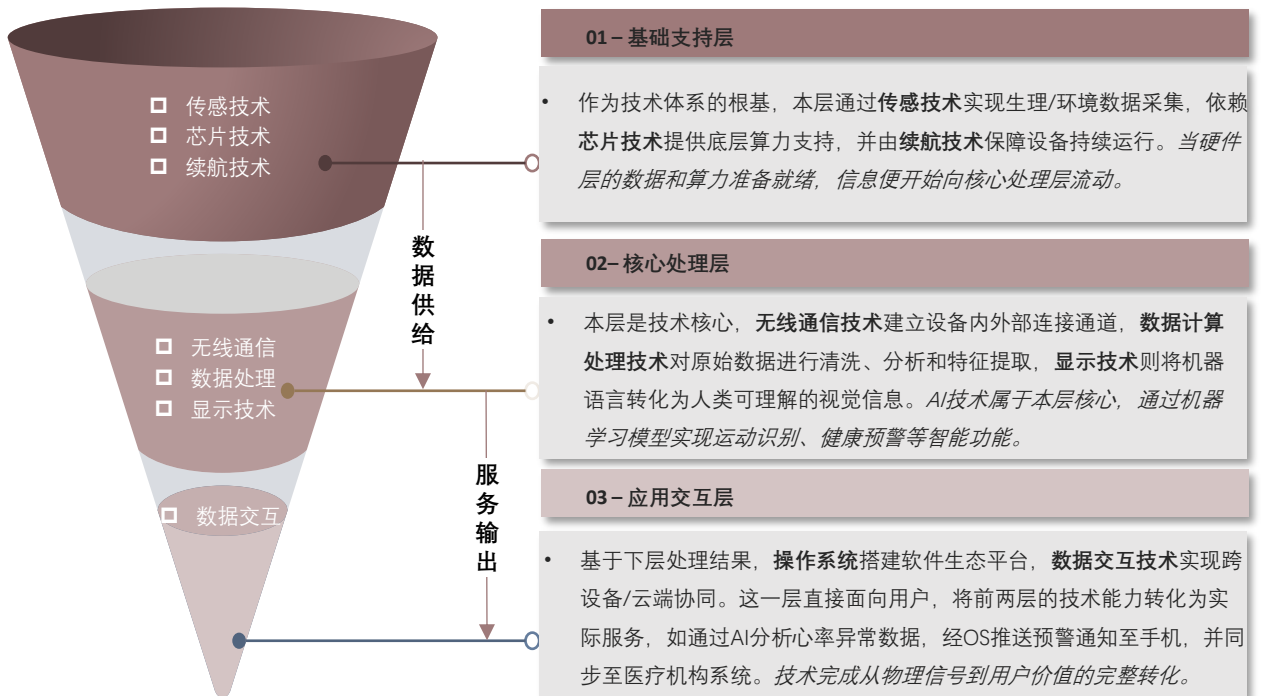 传感技术
芯片技术
续航技术
无线通信
数据处理
显示技术
数据交互
数据供给
服务输出
01 – 基础支持层
• 作为技术体系的根基，本层通过传感技术实现生理/环境数据采集，依赖
芯片技术提供底层算力支持，并由续航技术保障设备持续运行。当硬件
层的数据和算力准备就绪，信息便开始向核心处理层流动。
02– 核心处理层
• 本层是技术核心，无线通信技术建立设备内外部连接通道，数据计算
处理技术对原始数据进行清洗、分析和特征提取，显示技术则将机器
语言转化为人类可理解的视觉信息。AI技术属于本层核心，通过机器
学习模型实现运动识别、健康预警等智能功能。
03 – 应用交互层
• 基于下层处理结果，操作系统搭建软件生态平台，数据交互技术实现跨
设备/云端协同。这一层直接面向用户，将前两层的技术能力转化为实
际服务，如通过AI分析心率异常数据，经OS推送预警通知至手机，并同
步至医疗机构系统。技术完成从物理信号到用户价值的完整转化。